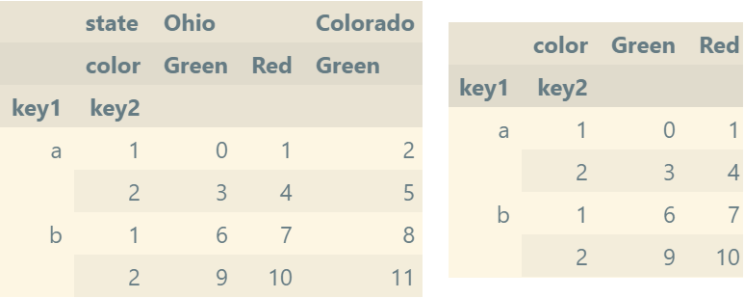 state Ohio Colorado
color Green Red Green
key1 key2
a 1 0 1 2
2 3 4 5
b 1 6 7 8
2 9 10 11
color Green Red
key1 key2
a 1 0 1
2 3 4
b 1 6 7
2 9 10